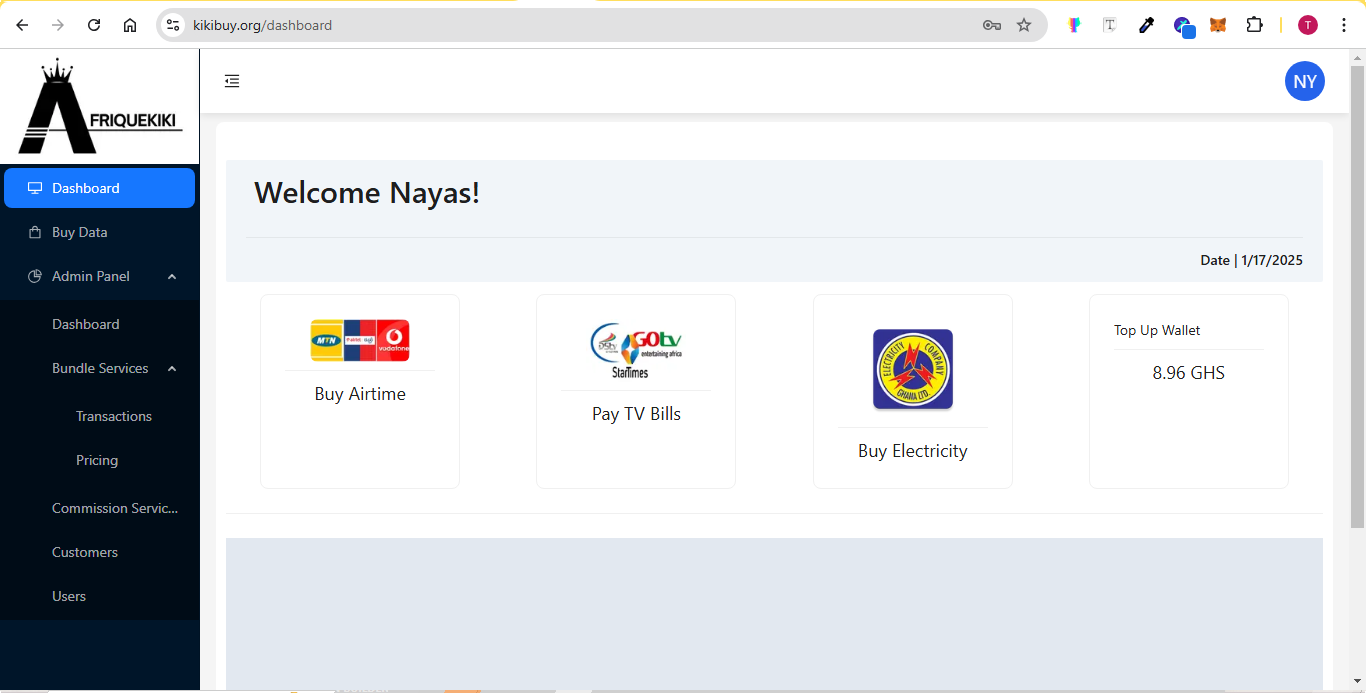 kikibuy.org/dashboard
T
T
AFRIQUEKIKI
NY
Dashboard
Buy Data
Admin Panel
Dashboard
Bundle Services
Transactions
Pricing
Commission Servic...
Customers
Users
Welcome Nayas!
Date | 1/17/2025
MTN
vodafone
Buy Airtime
DStv
GOtv
entertaining africa
StarTimes
Pay TV Bills
ELECTRICITY COMPANY
GHANA LTD.
Buy Electricity
Top Up Wallet
8.96 GHS